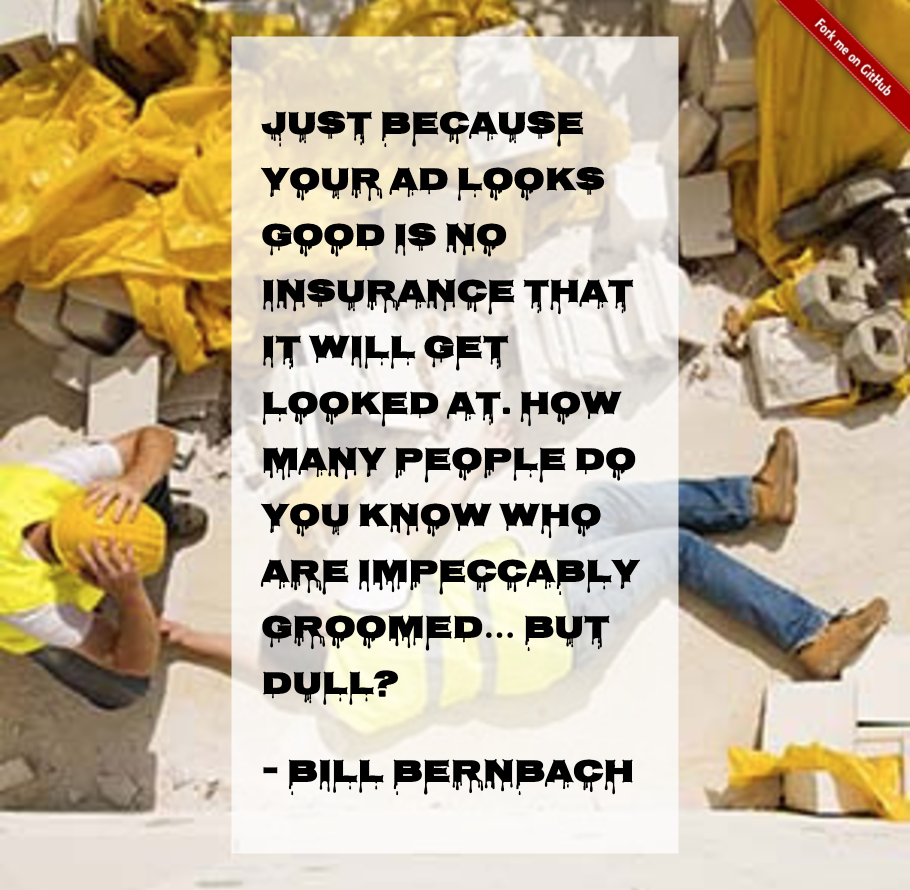 Fork me on GitHub
JUST BECAUSE
YOUR AD LOOKS
GOOD IS NO
INSURANCE THAT
IT WILL GET
LOOKED AT. HOW
MANY PEOPLE DO
YOU KNOW WHO
ARE IMPECCABLY
GROOMED... BUT
DULL?
- BILL BERNBACH